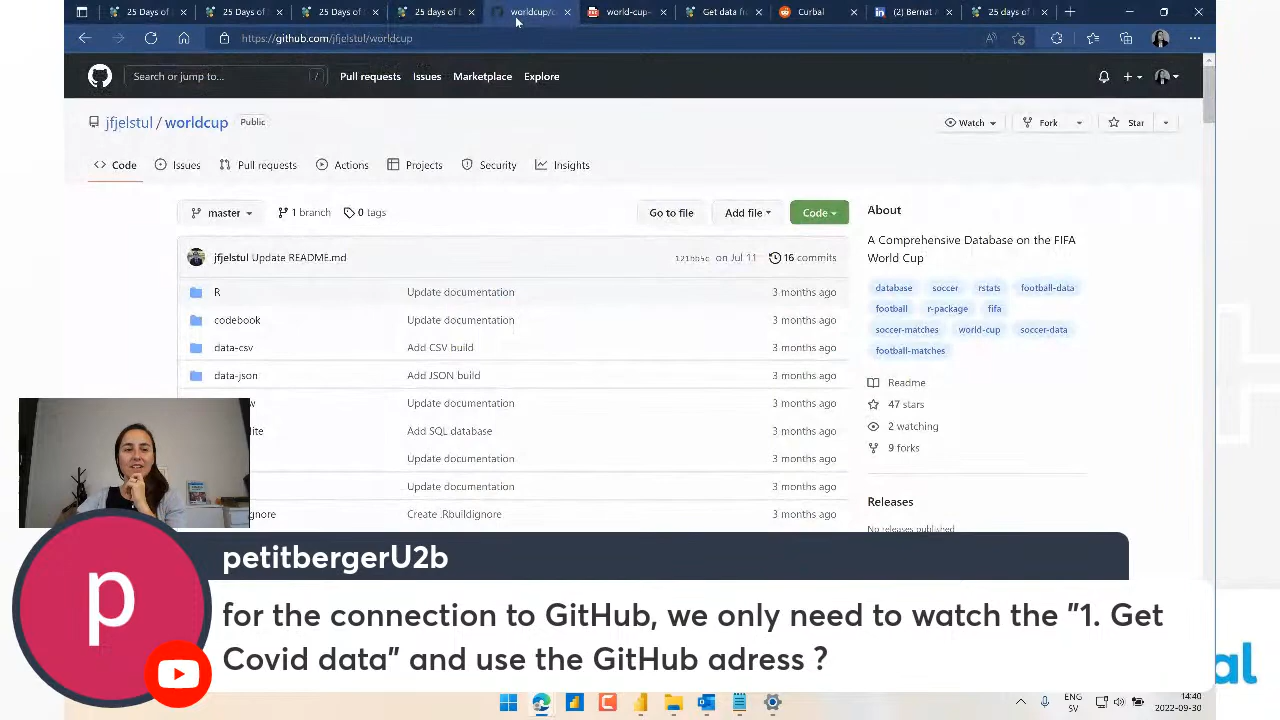 25 Days of
25 Days of
25 Days of
25 days of
worldcup/
world-cup-
Get data fr
Curbal
(2) Bernat A
25 days of
https://github.com/jfjelstul/worldcup
Search or jump to...
/
Pull requests
Issues
Marketplace
Explore
jfjelstul / worldcup
Public
Watch
Fork
Star
Code
Issues
Pull requests
Actions
Projects
Security
Insights
master
1 branch
0 tags
Go to file
Add file
Code
About
A Comprehensive Database on the FIFA
World Cup
jfjelstul Update README.md
on Jul 11
16 commits
R
Update documentation
3 months ago
codebook
Update documentation
3 months ago
data-csv
Add CSV build
3 months ago
data-json
Add JSON build
3 months ago
Update documentation
3 months ago
Add SQL database
3 months ago
Update documentation
3 months ago
Update documentation
3 months ago
gnore
Create .Rbuildignore
3 months ago
database
soccer
rstats
football-data
football
r-package
fifa
soccer-matches
world-cup
soccer-data
football-matches
Readme
47 stars
2 watching
9 forks
Releases
No releases published
p
petitbergerU2b
for the connection to GitHub, we only need to watch the "1. Get
Covid data" and use the GitHub adress ?
al
ENG
SV
14:40
2022-09-30